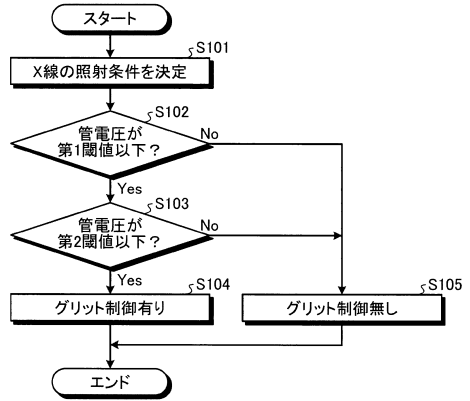 スタート
S101
X線の照射条件を決定
S102
管電圧が
第1閾値以下？
No
Yes
S103
管電圧が
第2閾値以下？
No
Yes
S104
グリット制御有り
S105
グリット制御無し
エンド